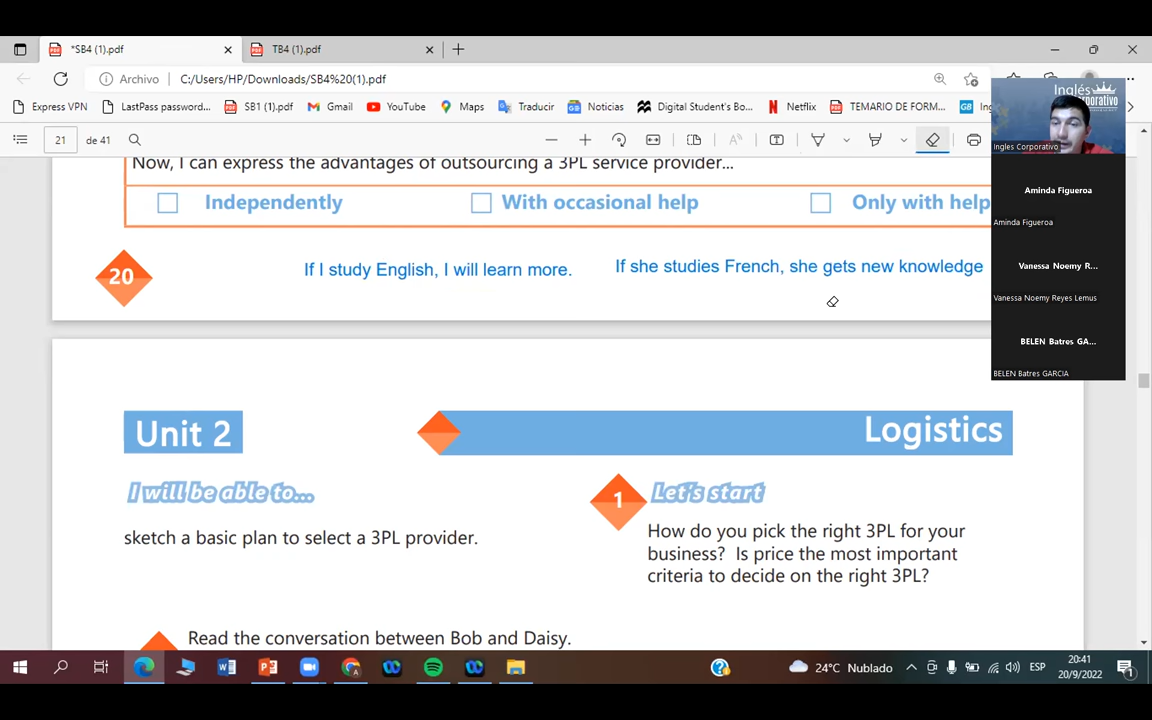 *SB4 (1).pdf
TB4 (1).pdf
Archivo
C:/Users/HP/Downloads/SB4%20(1).pdf
Express VPN
LastPass password...
SB1 (1).pdf
Gmail
YouTube
Maps
Traducir
Noticias
Digital Student's Bo...
Netflix
TEMARIO DE FORM...
21
de 41
Inglés
Ingles Corporativo
Aminda Figueroa
Aminda Figueroa
Vanessa Noemy R...
Vanessa Noemy Reyes Lemus
BELEN Batres GA...
BELEN Batres GARCIA
Now, I can express the advantages of outsourcing a 3PL service provider...
Independently
With occasional help
Only with help
20
If I study English, I will learn more.
If she studies French, she gets new knowledge
Unit 2
Logistics
I will be able to...
sketch a basic plan to select a 3PL provider.
1
Let's start
How do you pick the right 3PL for your
business? Is price the most important
criteria to decide on the right 3PL?
Read the conversation between Bob and Daisy.
24°C Nublado
ESP
20:41
20/9/2022